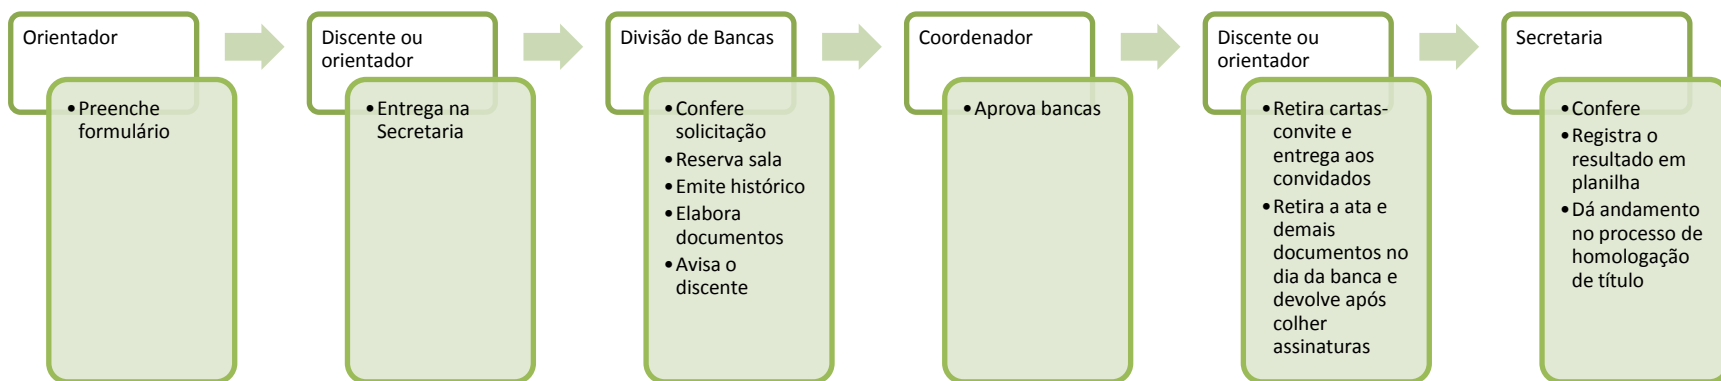 Orientador
• Preenche
formulário
Discente ou
orientador
• Entrega na
Secretaria
Divisão de Bancas
• Confere
solicitação
• Reserva sala
• Emite histórico
• Elabora
documentos
• Avisa o
discente
Coordenador
• Aprova bancas
Discente ou
orientador
• Retira cartas-
convite e
entrega aos
convidados
• Retira a ata e
demais
documentos no
dia da banca e
devolve após
colher
assinaturas
Secretaria
• Confere
• Registra o
resultado em
planilha
• Dá andamento
no processo de
homologação
de título